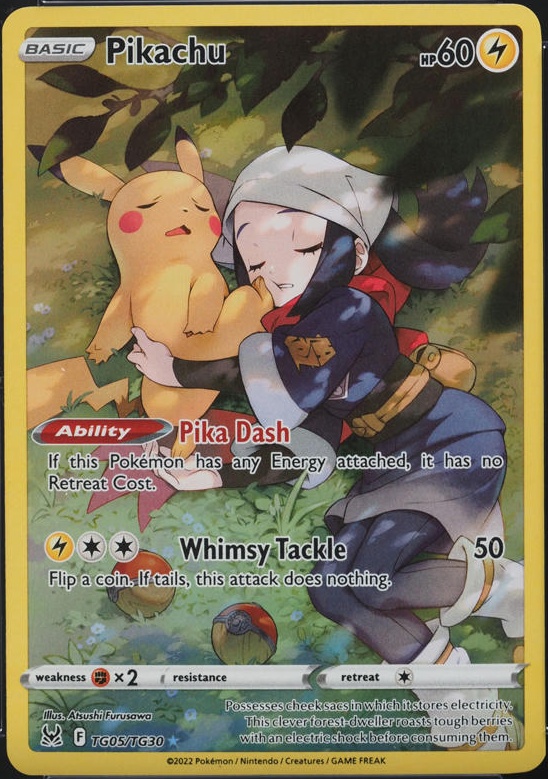 BASIC Pikachu HP60
Ability Pika Dash
If this Pokémon has any Energy attached, it has no
Retreat Cost.
Whimsy Tackle 50
Flip a coin. If tails, this attack does nothing.
weakness ×2 resistance retreat
Possesses cheek sacs in which it stores electricity.
Illus. Atsushi Furusawa
This clever forest-dweller roasts tough berries
F TG05/TG30 ★
with an electric shock before consuming them.
©2022 Pokémon / Nintendo / Creatures / GAME FREAK